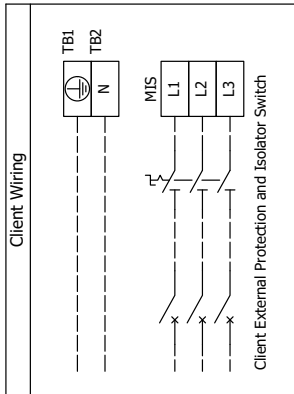 Client Wiring
TB1
TB2
N
MIS
L1
L2
L3
Client External Protection and Isolator Switch